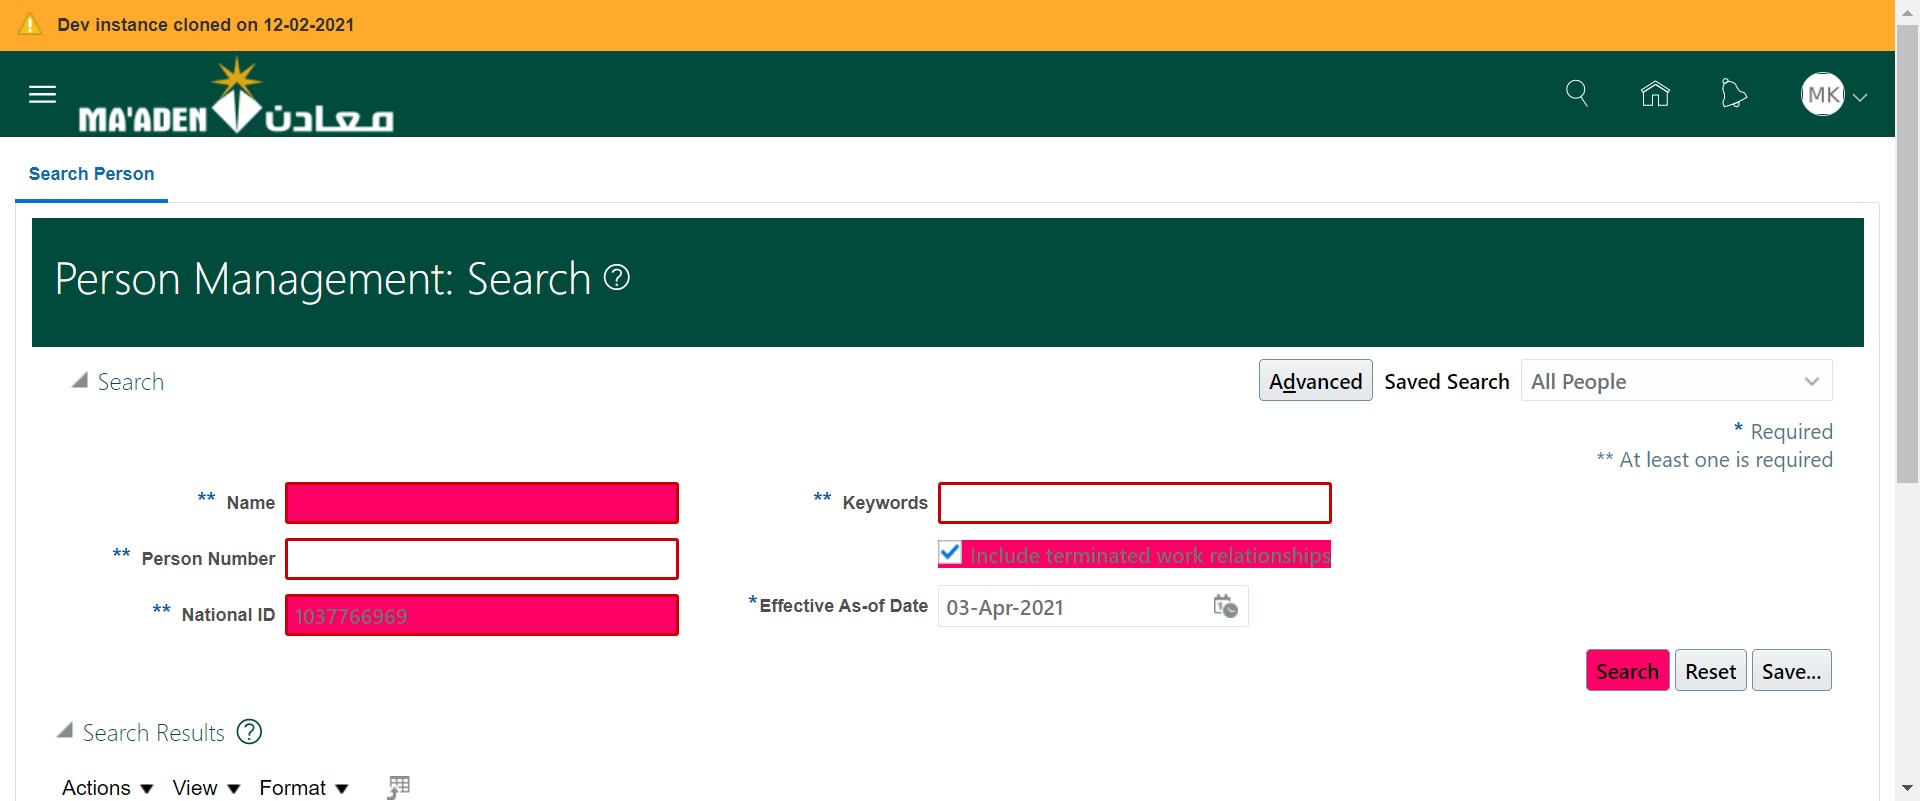 Dev instance cloned on 12-02-2021
MA'ADEN معادن
MK
Search Person
Person Management: Search ?
Search
Advanced Saved Search All People
* Required
** At least one is required
** Name
** Keywords
** Person Number
Include terminated work relationships
** National ID 1037766969
*Effective As-of Date 03-Apr-2021
Search Reset Save...
Search Results ?
Actions View Format